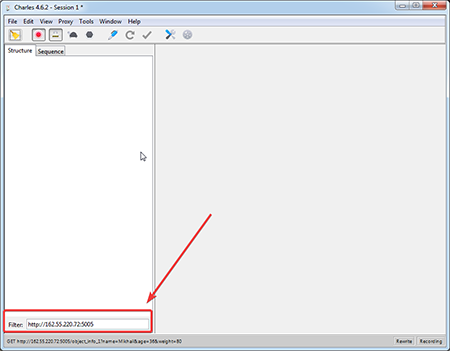 Charles 4.6.2 - Session 1 *
File Edit View Proxy Tools Window Help
Structure Sequence
Filter: http://162.55.220.72:5005
GET http://162.55.220.72:5005/object_info_1?name=Mikhail&age=36&weight=80 Rewrite Recording